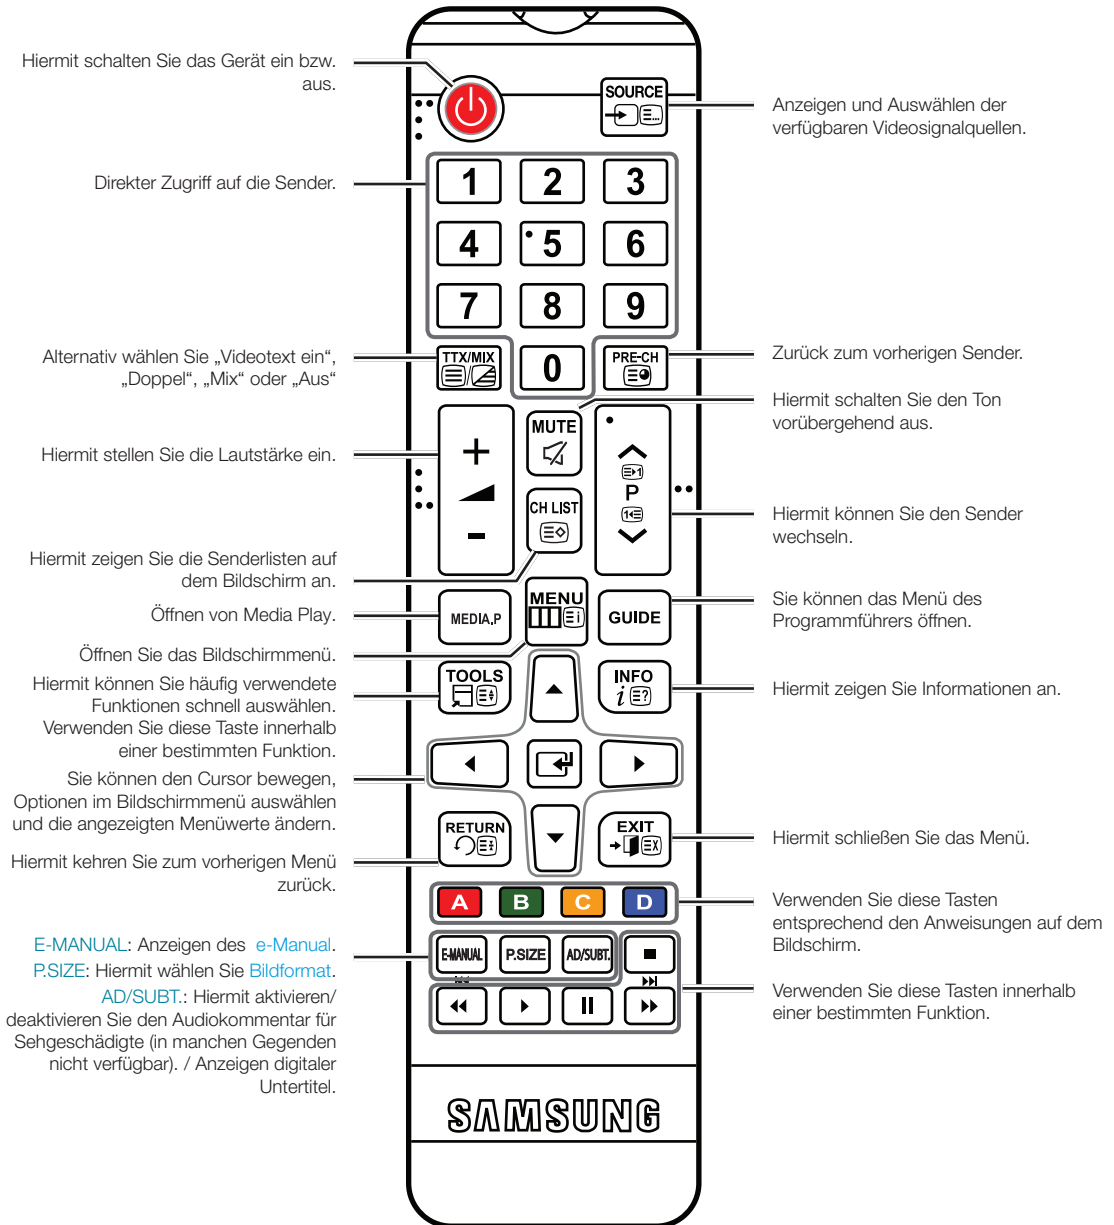 Hiermit schalten Sie das Gerät ein bzw.
aus.
SOURCE
Anzeigen und Auswählen der
verfügbaren Videosignalquellen.
Direkter Zugriff auf die Sender.
1 2 3
4 5 6
7 8 9
Alternativ wählen Sie „Videotext ein“,
„Doppel“, „Mix“ oder „Aus“
TTX/MIX
0
PRE-CH
Zurück zum vorherigen Sender.
Hiermit schalten Sie den Ton
vorübergehend aus.
MUTE
Hiermit stellen Sie die Lautstärke ein.
+
-
P
CH LIST
Hiermit können Sie den Sender
wechseln.
Hiermit zeigen Sie die Senderlisten auf
dem Bildschirm an.
Öffnen von Media Play.
MEDIA.P
MENU
GUIDE
Sie können das Menü des
Programmführers öffnen.
Öffnen Sie das Bildschirmmenü.
Hiermit können Sie häufig verwendete
Funktionen schnell auswählen.
Verwenden Sie diese Taste innerhalb
einer bestimmten Funktion.
TOOLS
INFO
i
Hiermit zeigen Sie Informationen an.
Sie können den Cursor bewegen,
Optionen im Bildschirmmenü auswählen
und die angezeigten Menüwerte ändern.
Hiermit kehren Sie zum vorherigen Menü
zurück.
RETURN
EXIT
Hiermit schließen Sie das Menü.
A B C D
Verwenden Sie diese Tasten
entsprechend den Anweisungen auf dem
Bildschirm.
E-MANUAL: Anzeigen des e-Manual.
P.SIZE: Hiermit wählen Sie Bildformat.
AD/SUBT.: Hiermit aktivieren/
deaktivieren Sie den Audiokommentar für
Sehgeschädigte (in manchen Gegenden
nicht verfügbar). / Anzeigen digitaler
Untertitel.
E-MANUAL P.SIZE AD/SUBT.
Verwenden Sie diese Tasten innerhalb
einer bestimmten Funktion.
SAMSUNG